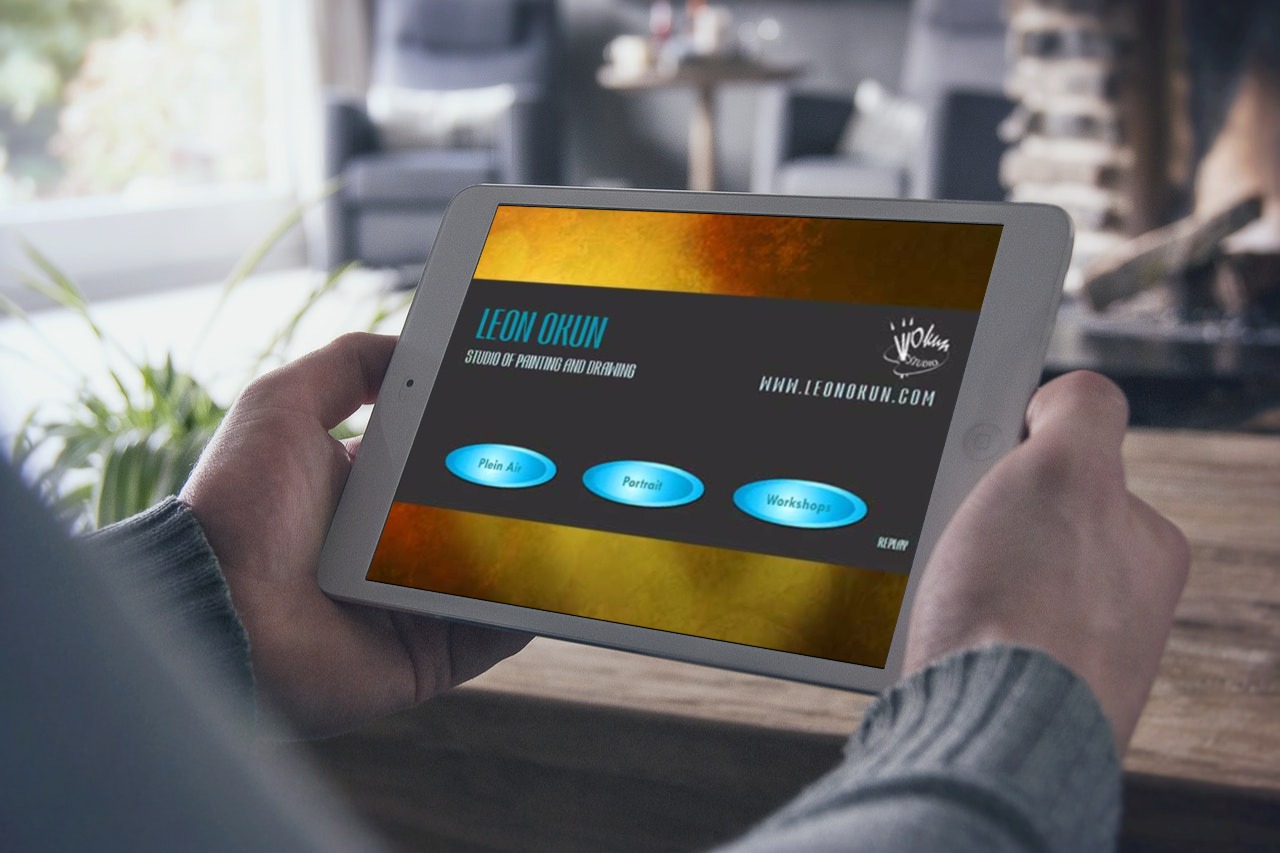 LEON OKUN
STUDIO OF PAINTING AND DRAWING
Okun
STUDIO
WWW.LEONOKUN.COM
Plein Air
Portrait
Workshops
REPLAY